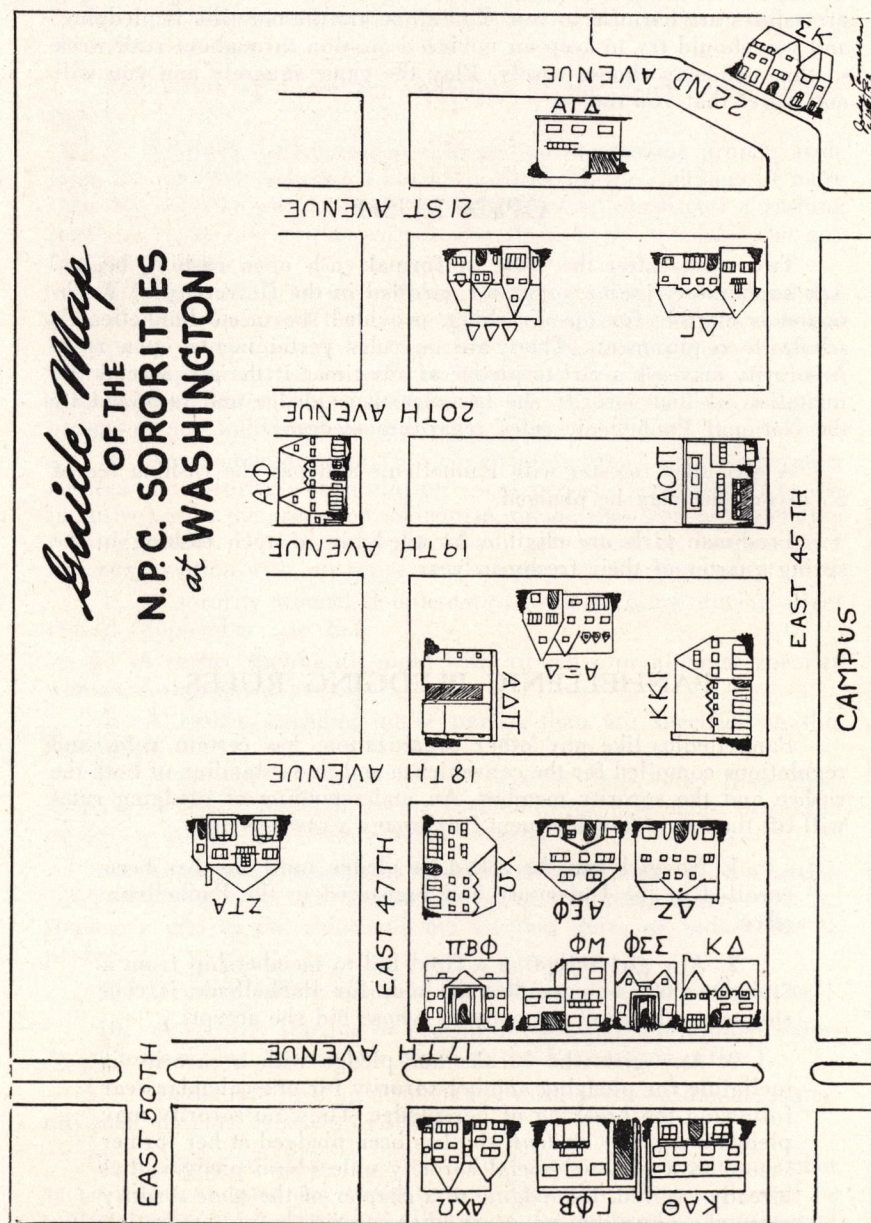 Guide Map
OF THE
N.P.C. SORORITIES
at WASHINGTON
22ND AVENUE
ΣΚ
ΑΓΔ
21ST AVENUE
ΔΔΔ
ΔΓ
20TH AVENUE
ΑΦ
ΑΟΠ
19TH AVENUE
EAST 45TH
CAMPUS
ΑΔΠ
ΑΞΔ
ΚΚΓ
18TH AVENUE
ΖΤΑ
EAST 47TH
ΧΩ
ΑΕΦ
ΔΖ
ΠΒΦ
ΦΜ
ΦΣΣ
ΚΔ
17TH AVENUE
EAST 50TH
ΑΧΩ
ΓΦΒ
ΚΑΘ